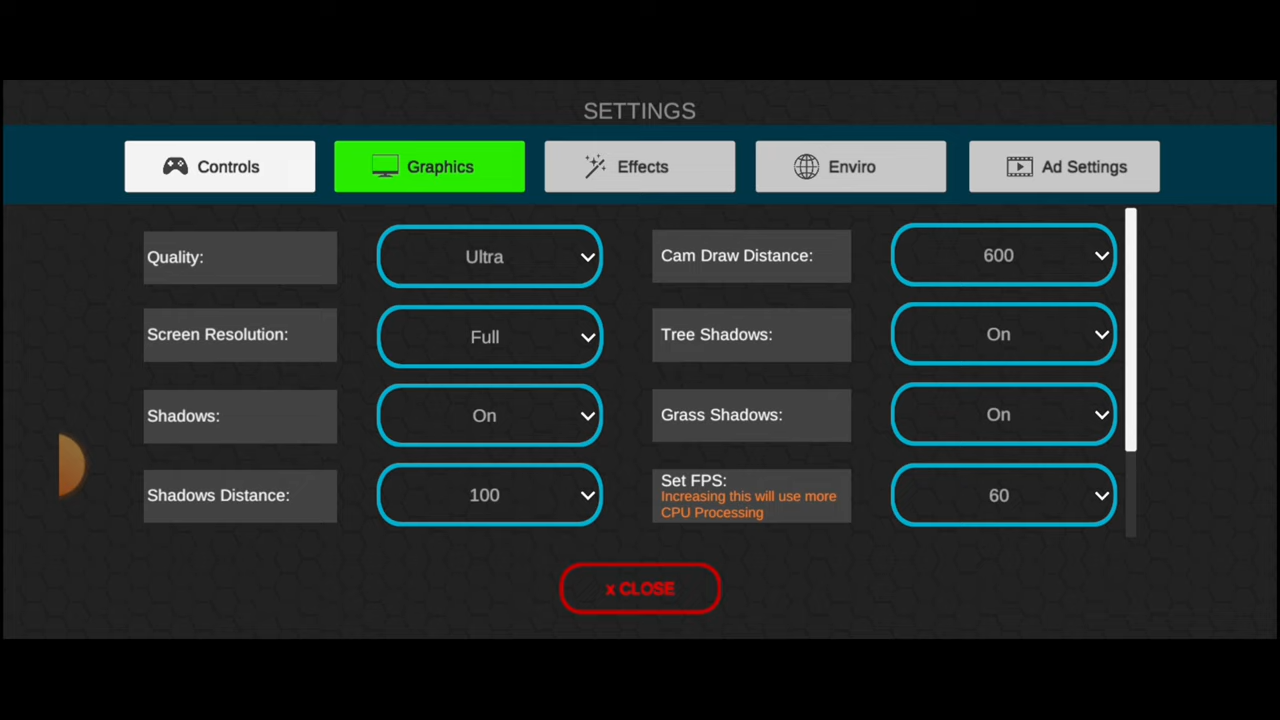 SETTINGS
Controls
Graphics
Effects
Enviro
Ad Settings
Quality:
Ultra
Cam Draw Distance:
600
Screen Resolution:
Full
Tree Shadows:
On
Shadows:
On
Grass Shadows:
On
Shadows Distance:
100
Set FPS:
Increasing this will use more
CPU Processing
60
x CLOSE